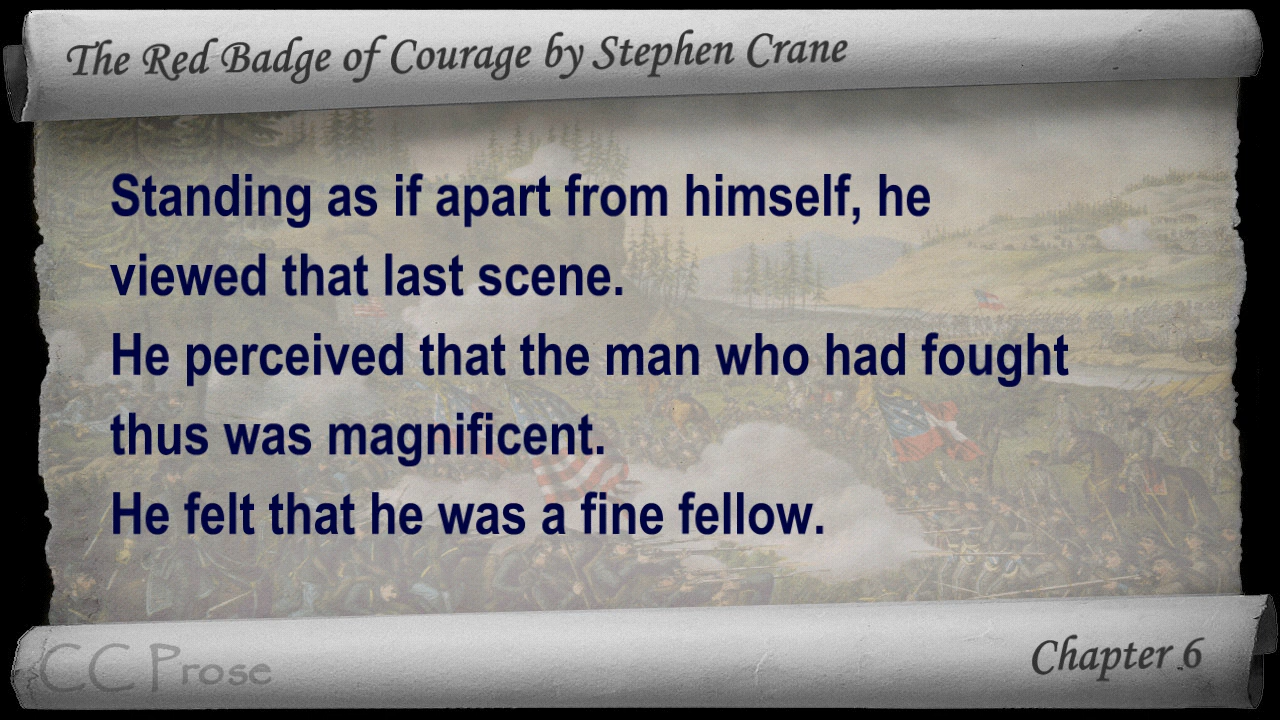 The Red Badge of Courage by Stephen Crane
Standing as if apart from himself, he
viewed that last scene.
He perceived that the man who had fought
thus was magnificent.
He felt that he was a fine fellow.
CC Prose
Chapter 6